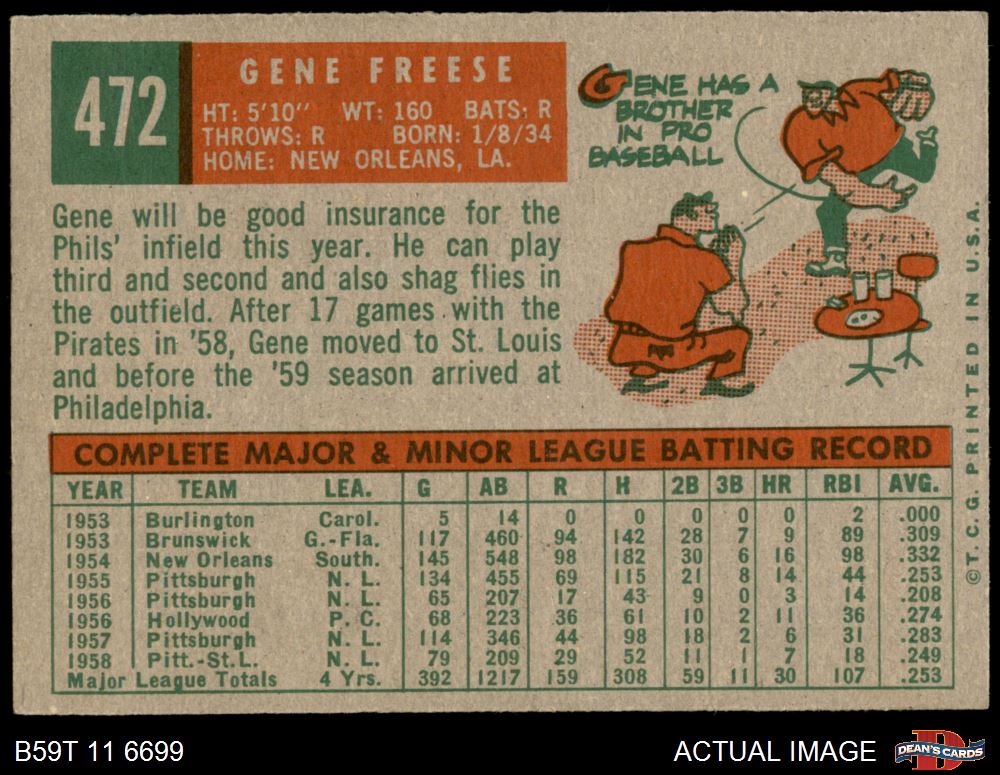 472
GENE FREESE
HT: 5'10" WT: 160 BATS: R
THROWS: R BORN: 1/8/34
HOME: NEW ORLEANS, LA.
GENE HAS A
BROTHER
IN PRO
BASEBALL
Gene will be good insurance for the
Phils' infield this year. He can play
third and second and also shag flies in
the outfield. After 17 games with the
Pirates in '58, Gene moved to St. Louis
and before the '59 season arrived at
Philadelphia.
COMPLETE MAJOR & MINOR LEAGUE BATTING RECORD
YEAR TEAM LEA. G AB R H 2B 3B HR RBI AVG.
1953 Burlington Carol. 5 14 0 0 0 0 0 2 .000
1953 Brunswick G.-Fla. 117 460 94 142 28 7 9 89 .309
1954 New Orleans South. 145 548 98 182 30 6 16 98 .332
1955 Pittsburgh N. L. 134 455 69 115 21 8 14 44 .253
1956 Pittsburgh N. L. 65 207 17 43 9 0 3 14 .208
1956 Hollywood P. C. 68 223 36 61 10 2 11 36 .274
1957 Pittsburgh N. L. 114 346 44 98 18 2 6 31 .283
1958 Pitt.-St.L. N. L. 79 209 29 52 11 1 7 18 .249
Major League Totals 4 Yrs. 392 1217 159 308 59 11 30 107 .253
©T. C. G. PRINTED IN U.S.A.
B59T 11 6699
ACTUAL IMAGE
D
DEAN'S CARDS